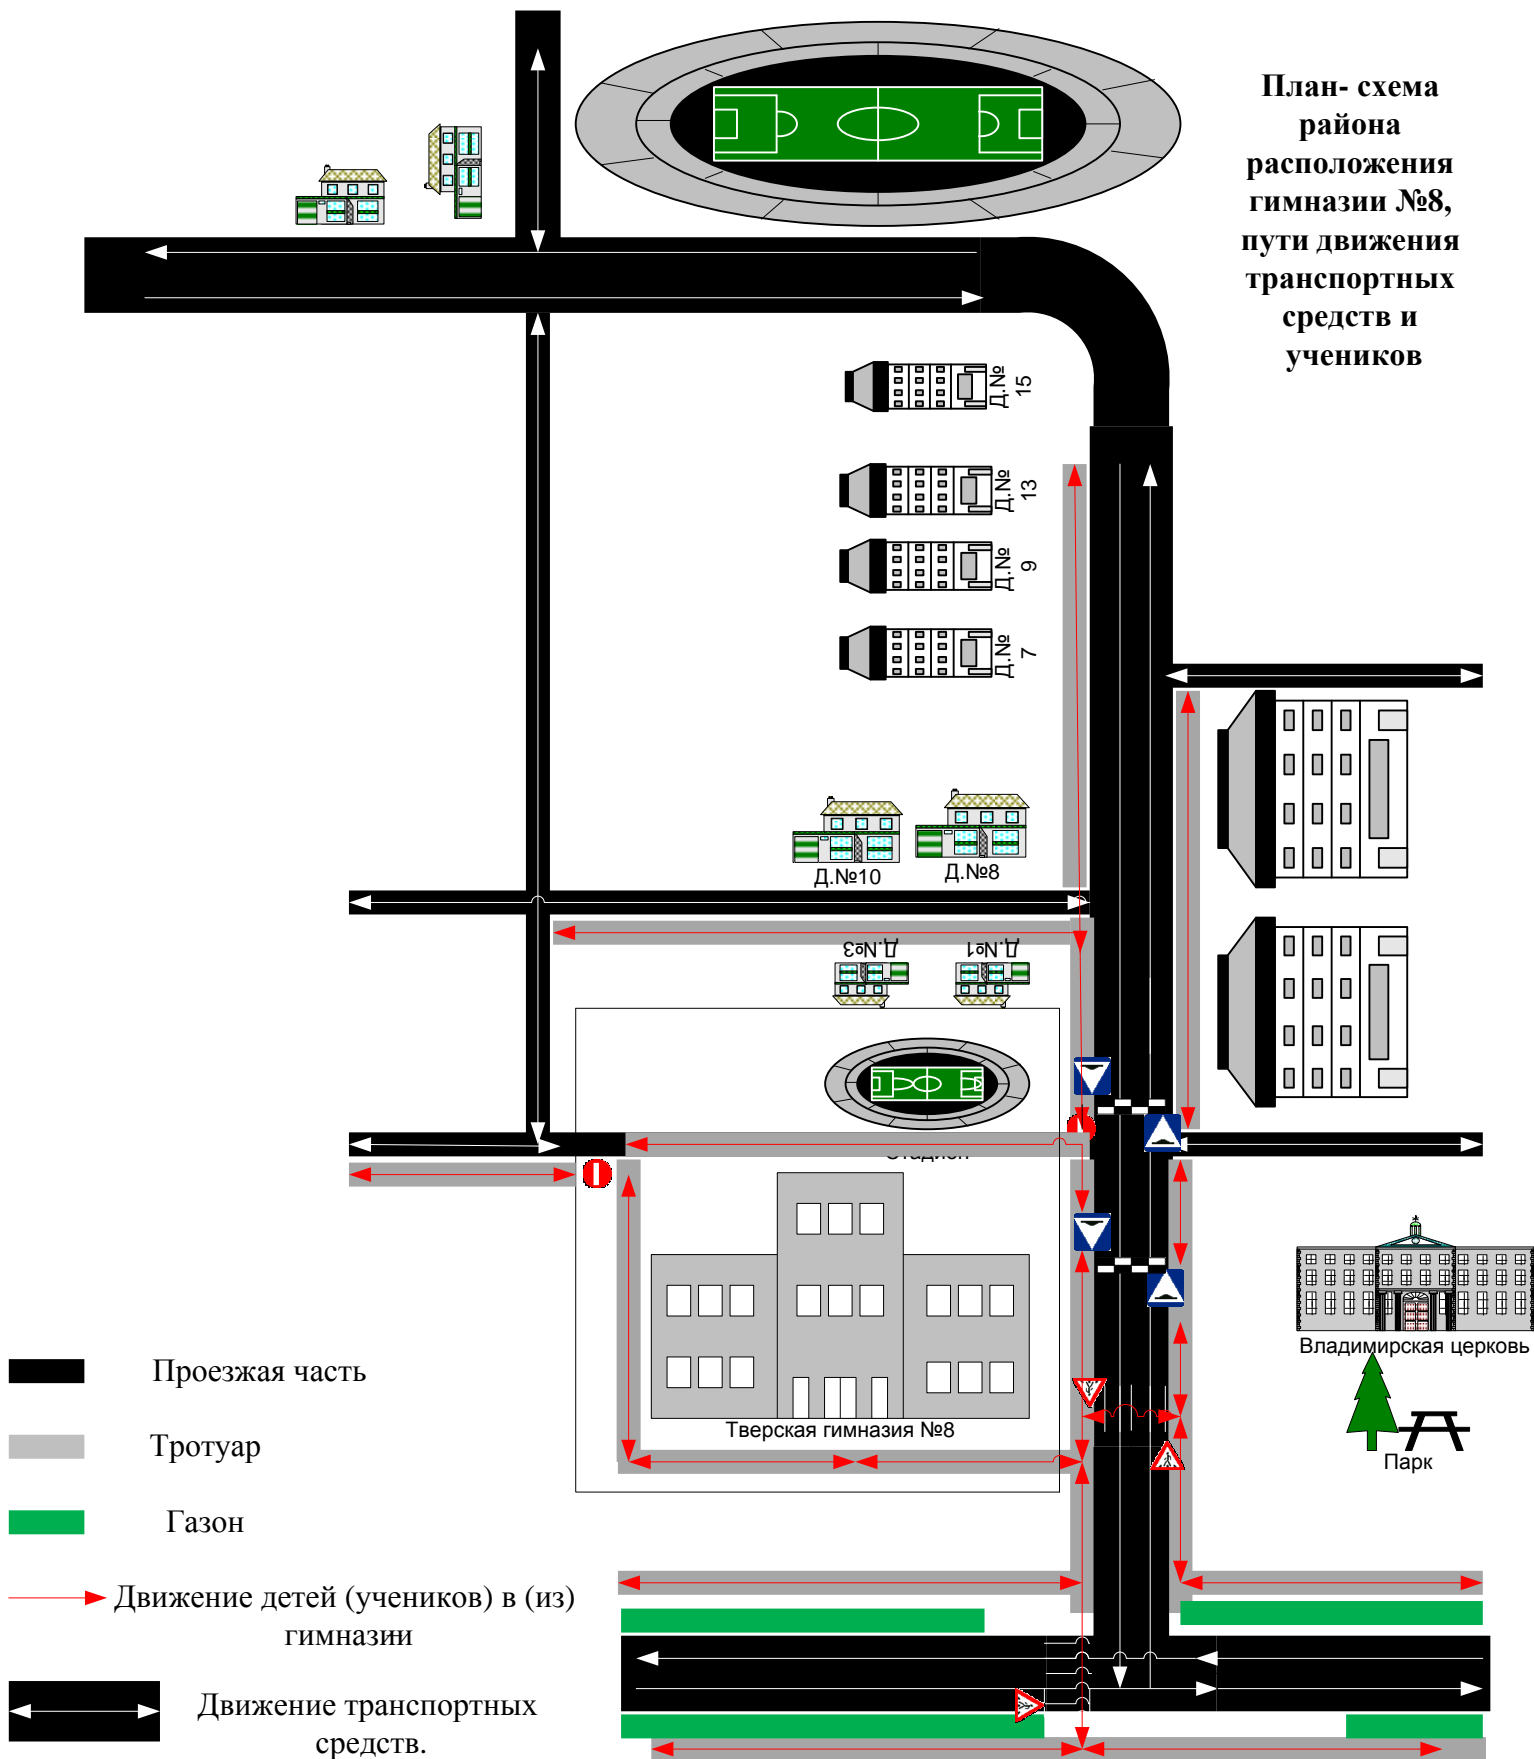 План- схема
района
расположения
гимназии №8,
пути движения
транспортных
средств и
учеников
Д.№
15
Д.№
13
Д.№
9
Д.№
7
Д.№10
Д.№8
Д.№3
Д.№1
Стадион
Тверская гимназия №8
Владимирская церковь
Парк
Проезжая часть
Тротуар
Газон
Движение детей (учеников) в (из)
гимназии
Движение транспортных
средств.